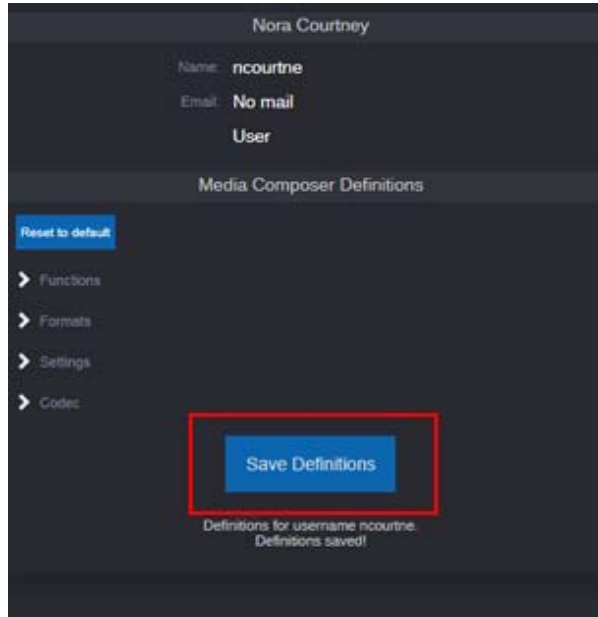 Nora Courtney
Name: ncourtne
Email: No mail
User
Media Composer Definitions
Reset to default
Functions
Formats
Settings
Codec
Save Definitions
Definitions for username ncourtne.
Definitions saved!